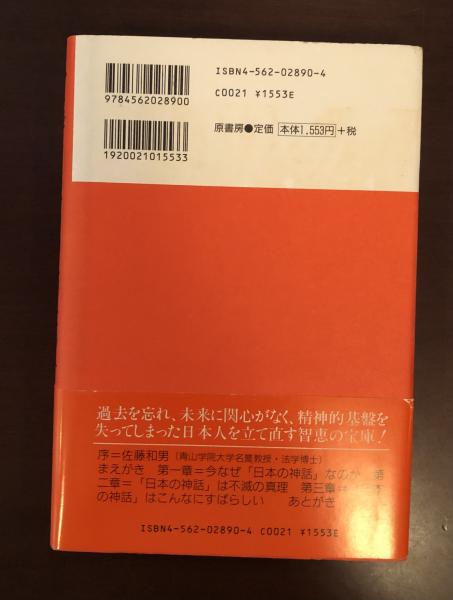 ISBN4-562-02890-4
9784562028900
C0021 ¥1553E
原書房●定価 本体1,553円+税
1920021015533
過去を忘れ、未来に関心がなく、精神的基盤を
失ってしまった日本人を立て直す智恵の宝庫!
序=佐藤和男(青山学院大学名誉教授・法学博士)
まえがき 第一章=今なぜ「日本の神話」なのか 第
二章=「日本の神話」は不滅の真理 第三章=
の神話」はこんなにすばらしい あとがき
ISBN4-562-02890-4 C0021 ¥1553E